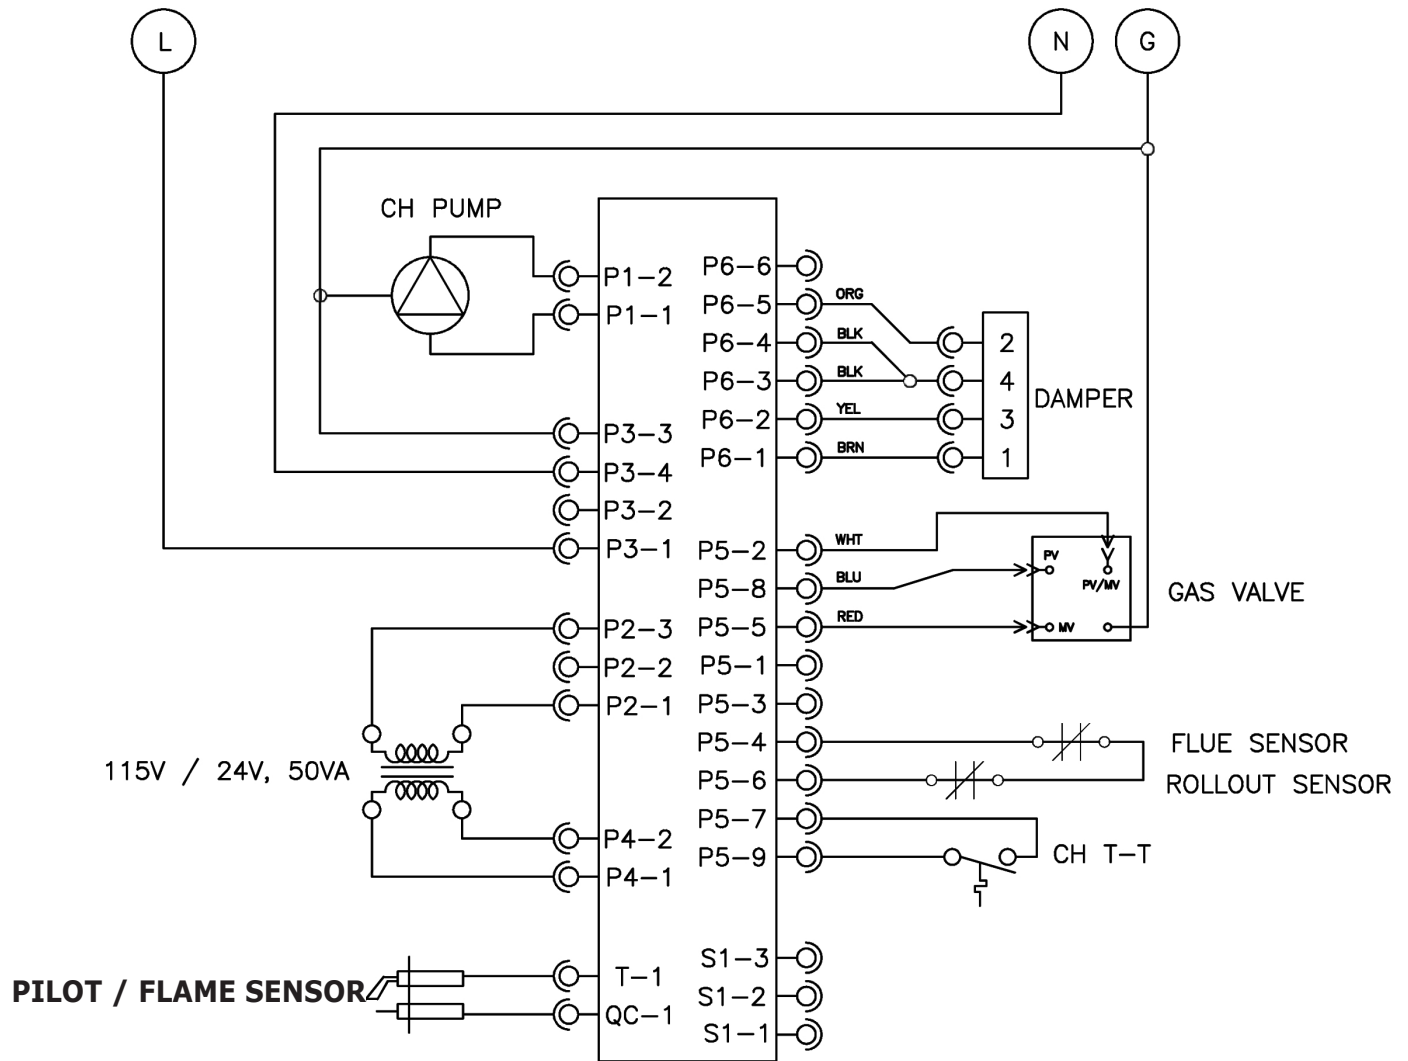 L
N
G
CH PUMP
P1-2
P1-1
P3-3
P3-4
P3-2
P3-1
P2-3
P2-2
P2-1
115V / 24V, 50VA
P4-2
P4-1
PILOT / FLAME SENSOR
T-1
QC-1
P6-6
P6-5
P6-4
P6-3
P6-2
P6-1
ORG
BLK
BLK
YEL
BRN
2
4
3
1
DAMPER
P5-2
P5-8
P5-5
P5-1
P5-3
P5-4
P5-6
P5-7
P5-9
WHT
BLU
RED
PV
PV/MV
MV
GAS VALVE
FLUE SENSOR
ROLLOUT SENSOR
CH T-T
S1-3
S1-2
S1-1